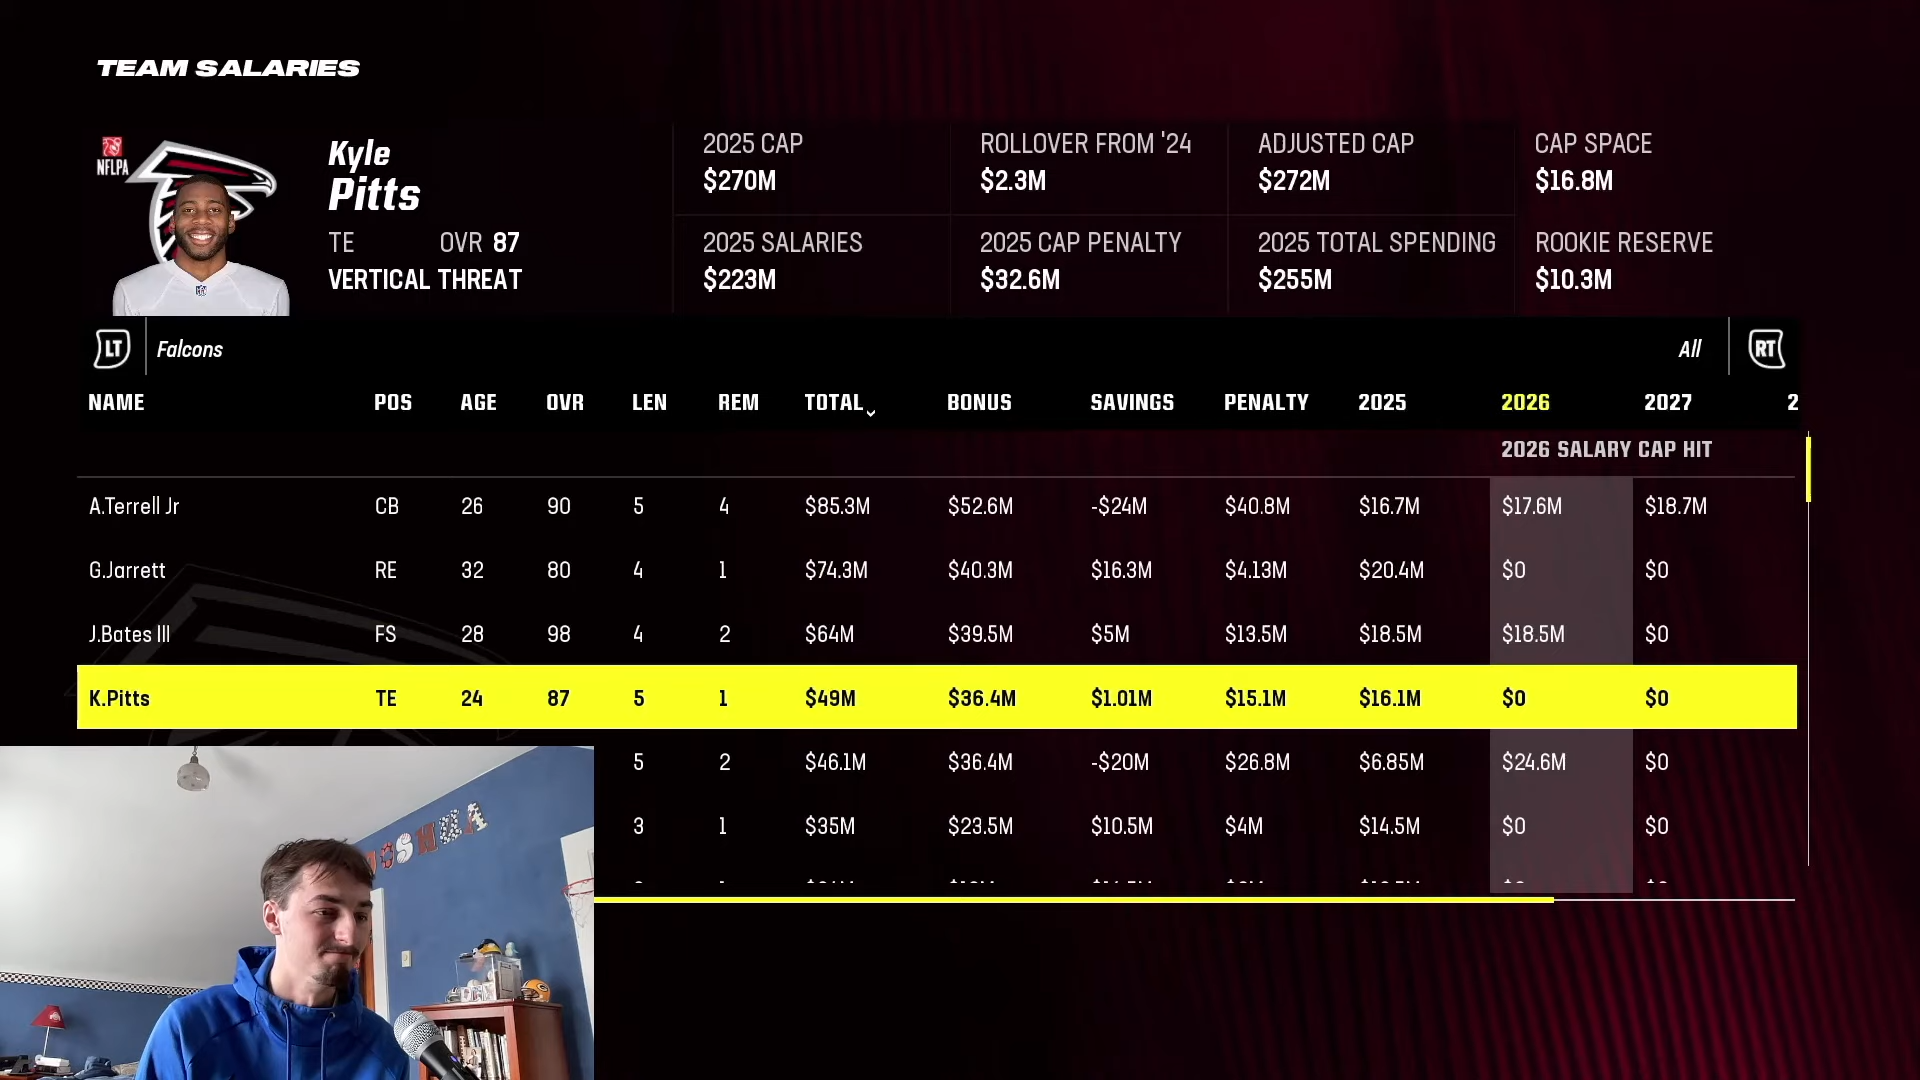 TEAM SALARIES
NFLPA
Kyle
Pitts
TE OVR 87
VERTICAL THREAT
2025 CAP
$270M
ROLLOVER FROM '24
$2.3M
ADJUSTED CAP
$272M
CAP SPACE
$16.8M
2025 SALARIES
$223M
2025 CAP PENALTY
$32.6M
2025 TOTAL SPENDING
$255M
ROOKIE RESERVE
$10.3M
LT Falcons All RT
NAME POS AGE OVR LEN REM TOTAL BONUS SAVINGS PENALTY 2025 2026 2027 2
2026 SALARY CAP HIT
A.Terrell Jr CB 26 90 5 4 $85.3M $52.6M -$24M $40.8M $16.7M $17.6M $18.7M
G.Jarrett RE 32 80 4 1 $74.3M $40.3M $16.3M $4.13M $20.4M $0 $0
J.Bates III FS 28 98 4 2 $64M $39.5M $5M $13.5M $18.5M $18.5M $0
K.Pitts TE 24 87 5 1 $49M $36.4M $1.01M $15.1M $16.1M $0 $0
5 2 $46.1M $36.4M -$20M $26.8M $6.85M $24.6M $0
3 1 $35M $23.5M $10.5M $4M $14.5M $0 $0